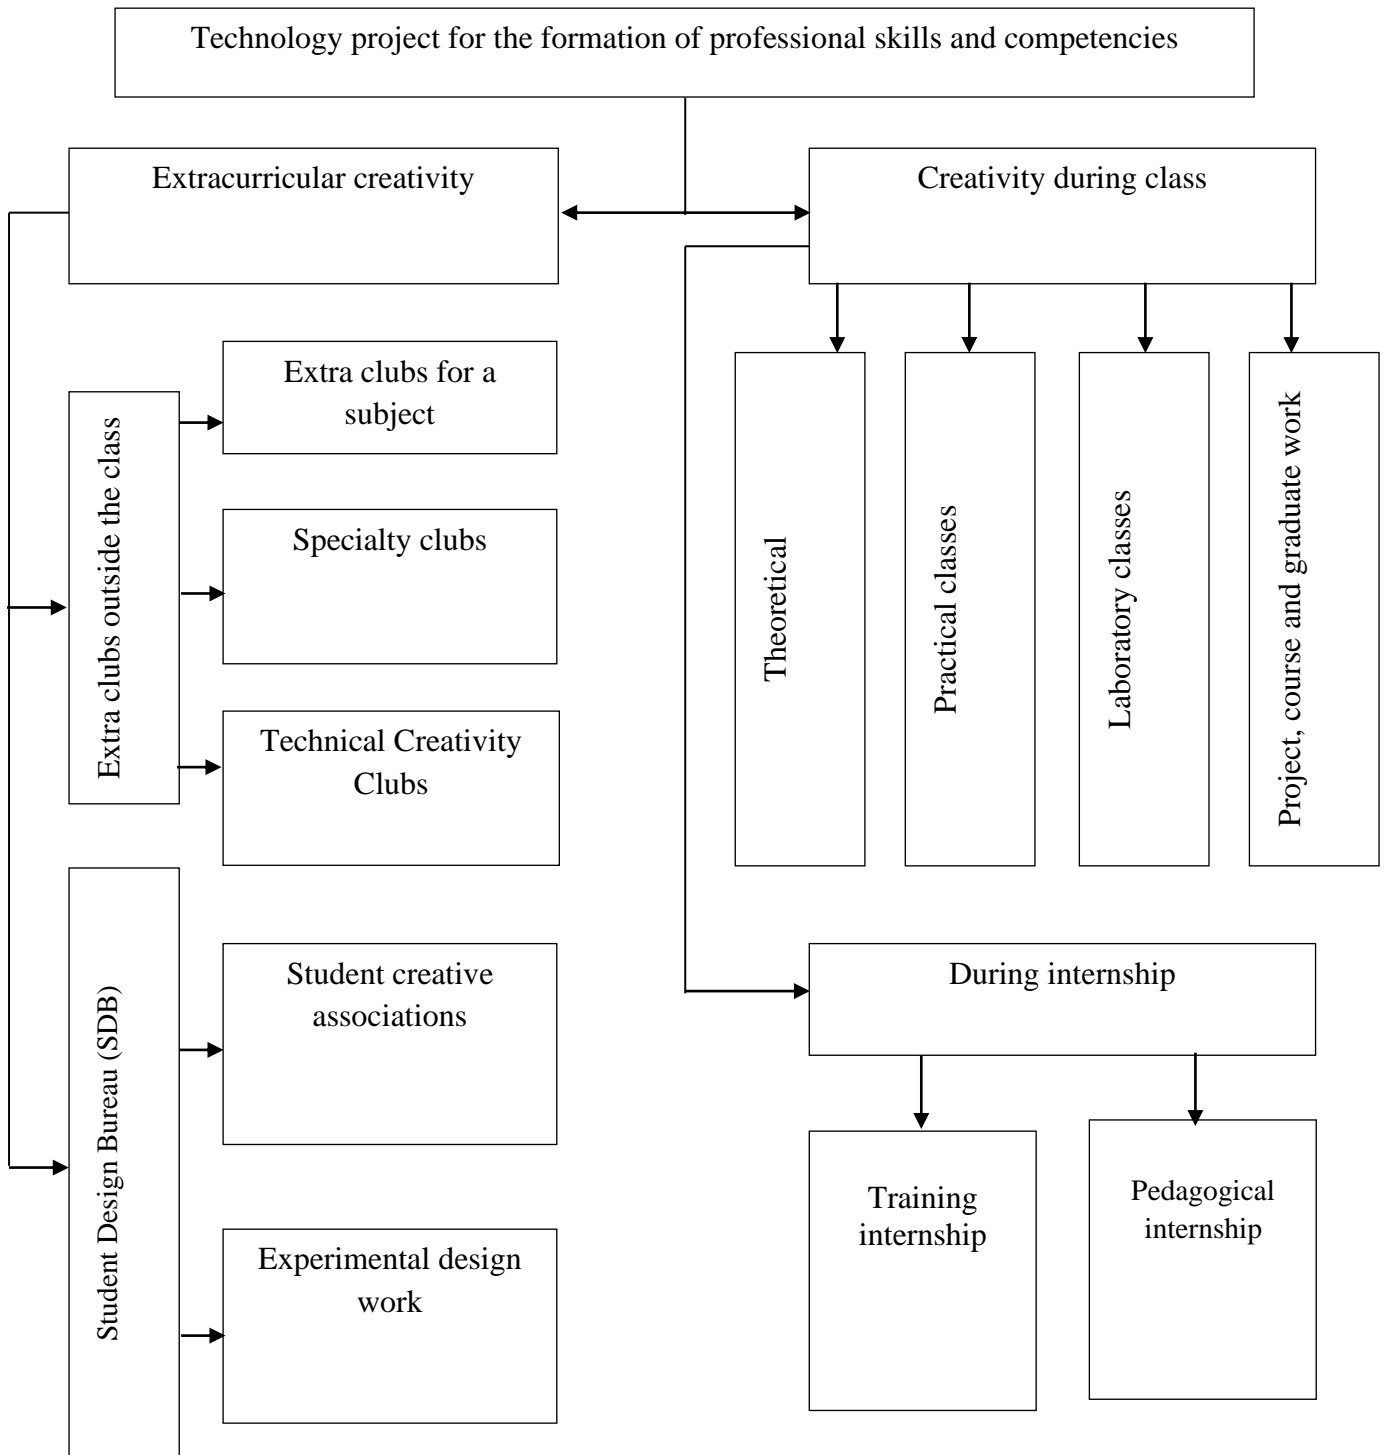 Technology project for the formation of professional skills and competencies
Extracurricular creativity
Creativity during class
Extra clubs outside the class
Extra clubs for a
subject
Specialty clubs
Technical Creativity
Clubs
Theoretical
Practical classes
Laboratory classes
Project, course and graduate work
Student Design Bureau (SDB)
Student creative
associations
Experimental design
work
During internship
Training
internship
Pedagogical
internship